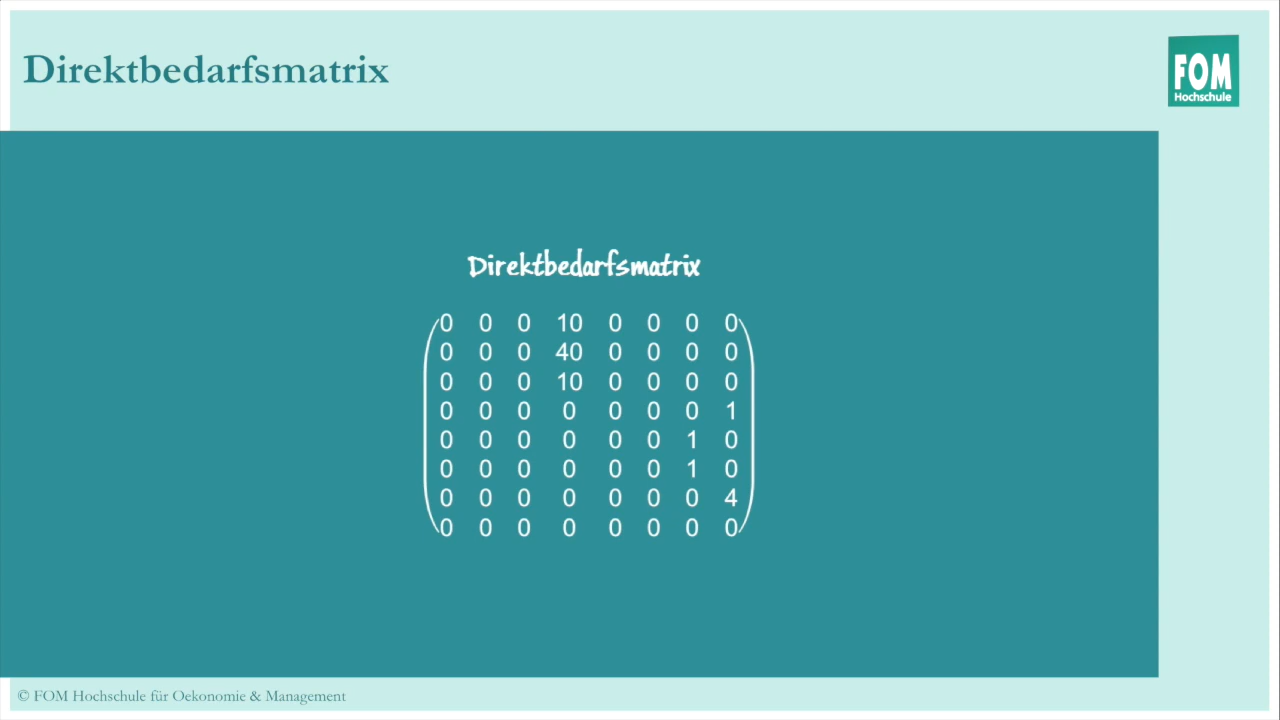 Direktbedarfsmatrix
FOM
Hochschule
Direktbedarfsmatrix
0 0 0 10 0 0 0 0
0 0 0 40 0 0 0 0
0 0 0 10 0 0 0 0
0 0 0 0 0 0 0 1
0 0 0 0 0 0 1 0
0 0 0 0 0 0 1 0
0 0 0 0 0 0 0 4
0 0 0 0 0 0 0 0
© FOM Hochschule für Oekonomie & Management